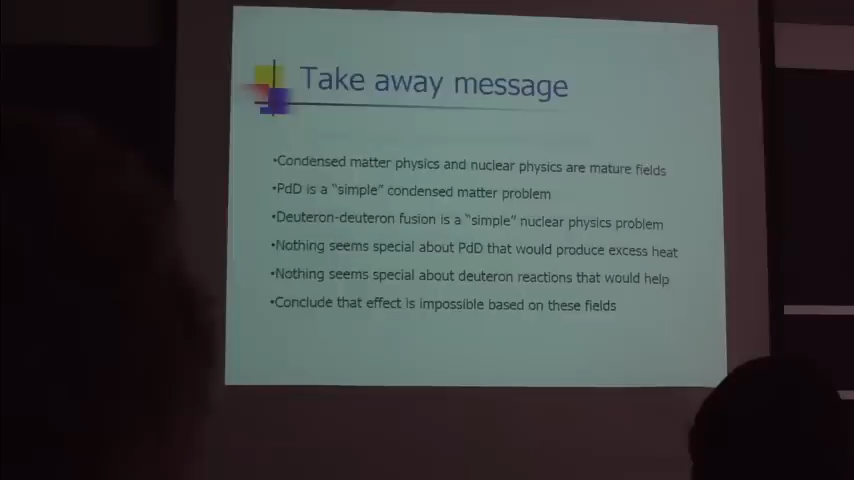 Take away message
•Condensed matter physics and nuclear physics are mature fields
•PdD is a “simple” condensed matter problem
•Deuteron-deuteron fusion is a “simple” nuclear physics problem
•Nothing seems special about PdD that would produce excess heat
•Nothing seems special about deuteron reactions that would help
•Conclude that effect is impossible based on these fields